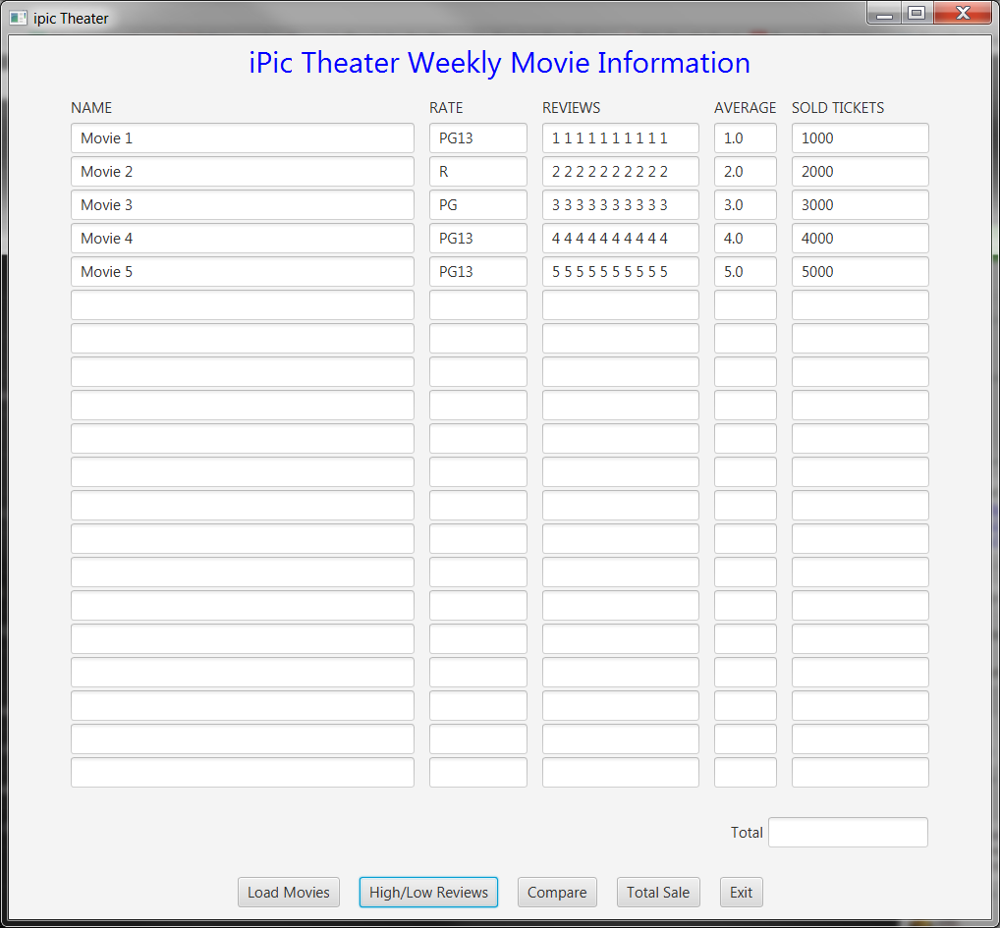 ipic Theater
iPic Theater Weekly Movie Information
NAME RATE REVIEWS AVERAGE SOLD TICKETS
Movie 1 PG13 1 1 1 1 1 1 1 1 1 1 1.0 1000
Movie 2 R 2 2 2 2 2 2 2 2 2 2 2.0 2000
Movie 3 PG 3 3 3 3 3 3 3 3 3 3 3.0 3000
Movie 4 PG13 4 4 4 4 4 4 4 4 4 4 4.0 4000
Movie 5 PG13 5 5 5 5 5 5 5 5 5 5 5.0 5000
Total
Load Movies High/Low Reviews Compare Total Sale Exit